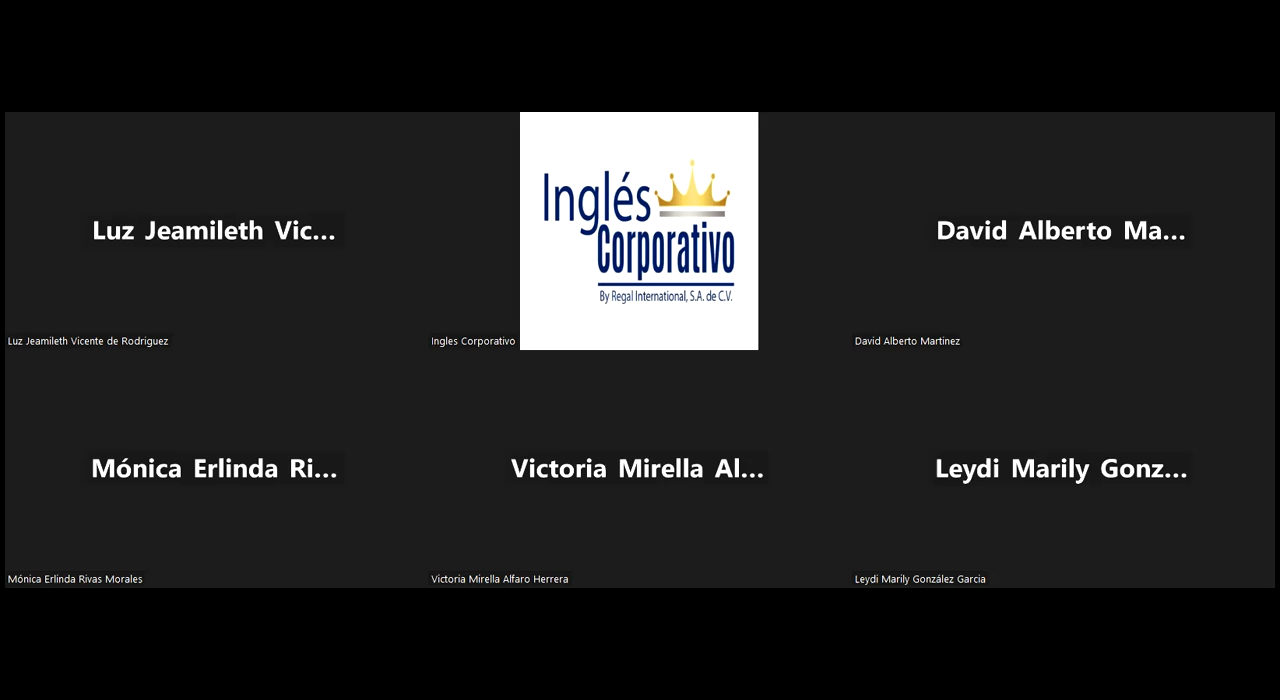 Luz Jeamileth Vic...
Luz Jeamileth Vicente de Rodriguez
Inglés
Corporativo
By Regal International, S.A. de C.V.
Ingles Corporativo
David Alberto Ma...
David Alberto Martinez
Mónica Erlinda Ri...
Mónica Erlinda Rivas Morales
Victoria Mirella Al...
Victoria Mirella Alfaro Herrera
Leydi Marily Gonz...
Leydi Marily González Garcia